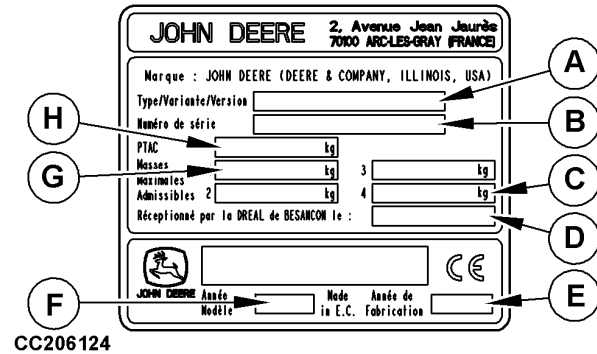 JOHN DEERE
2, Avenue Jean Jaurès
70100 ARC-LES-GRAY (FRANCE)
Marque : JOHN DEERE (DEERE & COMPANY, ILLINOIS, USA)
Type/Variante/Version
Numéro de série
PTAC kg
Masses kg 3 kg
Maximales
Admissibles 2 kg 4 kg
Réceptionné par la DREAL de BESANCON le :
CE
JOHN DEERE
Année Modèle
Made in E.C.
Année de Fabrication
A
B
C
D
E
F
G
H
CC206124